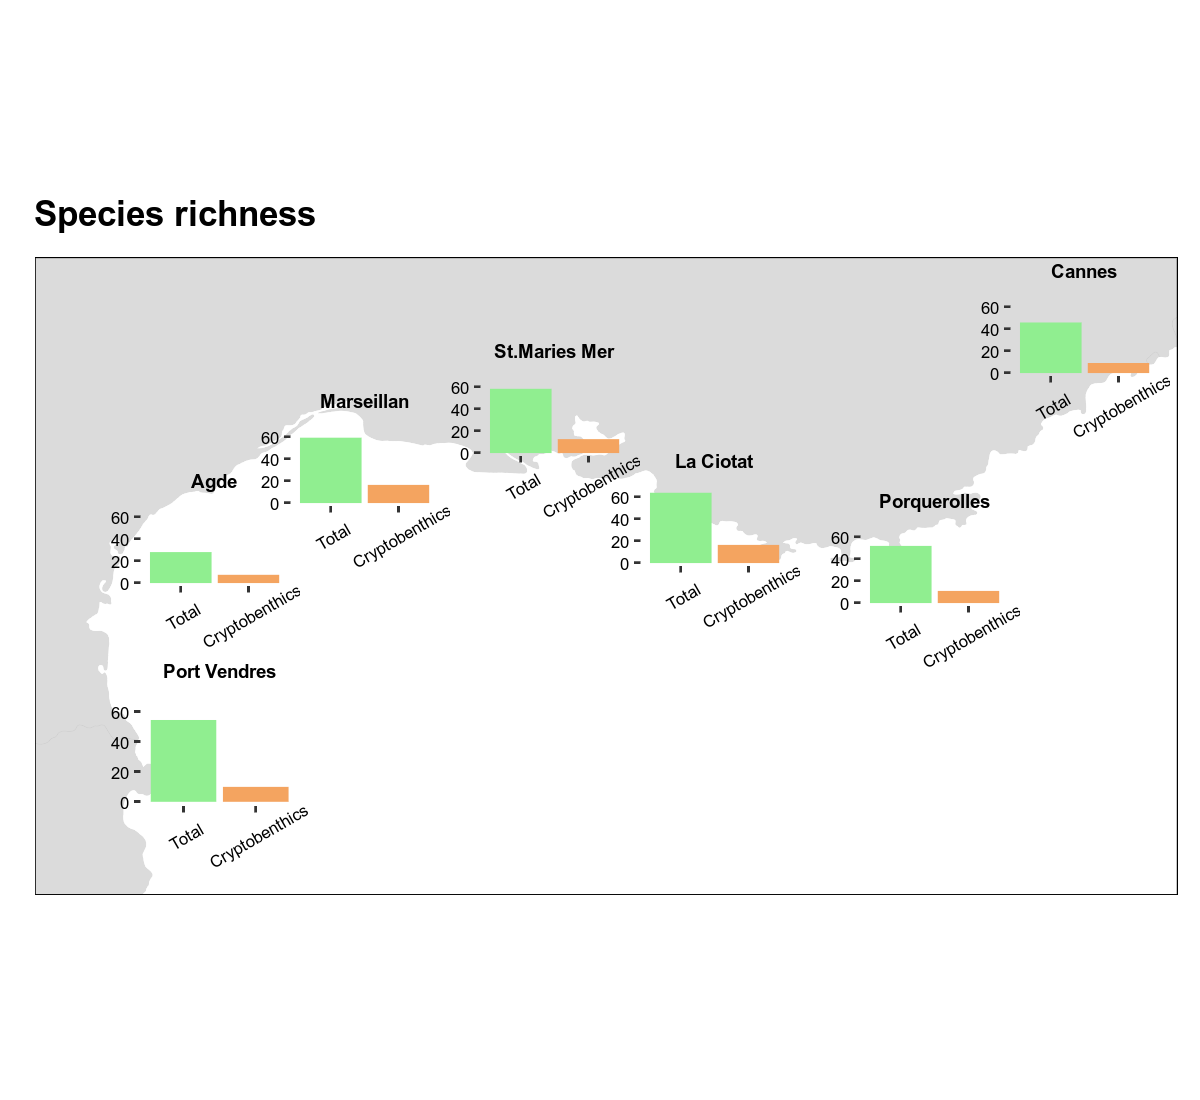 Species richness
Cannes
60
40
20
0
Total
Cryptobenthics
St.Maries Mer
60
40
20
0
Total
Cryptobenthics
Marseillan
60
40
20
0
Total
Cryptobenthics
La Ciotat
60
40
20
0
Total
Cryptobenthics
Agde
60
40
20
0
Total
Cryptobenthics
Porquerolles
60
40
20
0
Total
Cryptobenthics
Port Vendres
60
40
20
0
Total
Cryptobenthics